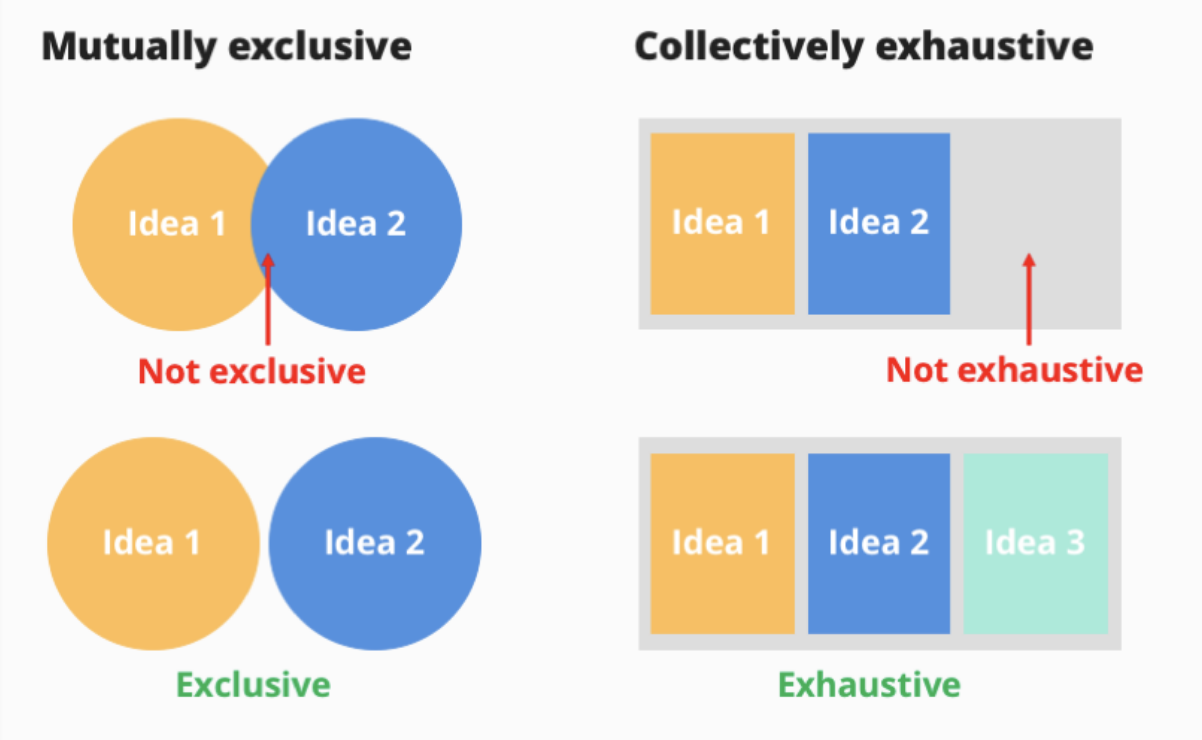 Mutually exclusive
Idea 1
Idea 2
Not exclusive
Idea 1
Idea 2
Exclusive
Collectively exhaustive
Idea 1
Idea 2
Not exhaustive
Idea 1
Idea 2
Idea 3
Exhaustive